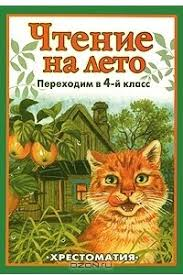 Чтение
на лето
Переходим в 4-й класс
•ХРЕСТОМАТИЯ•